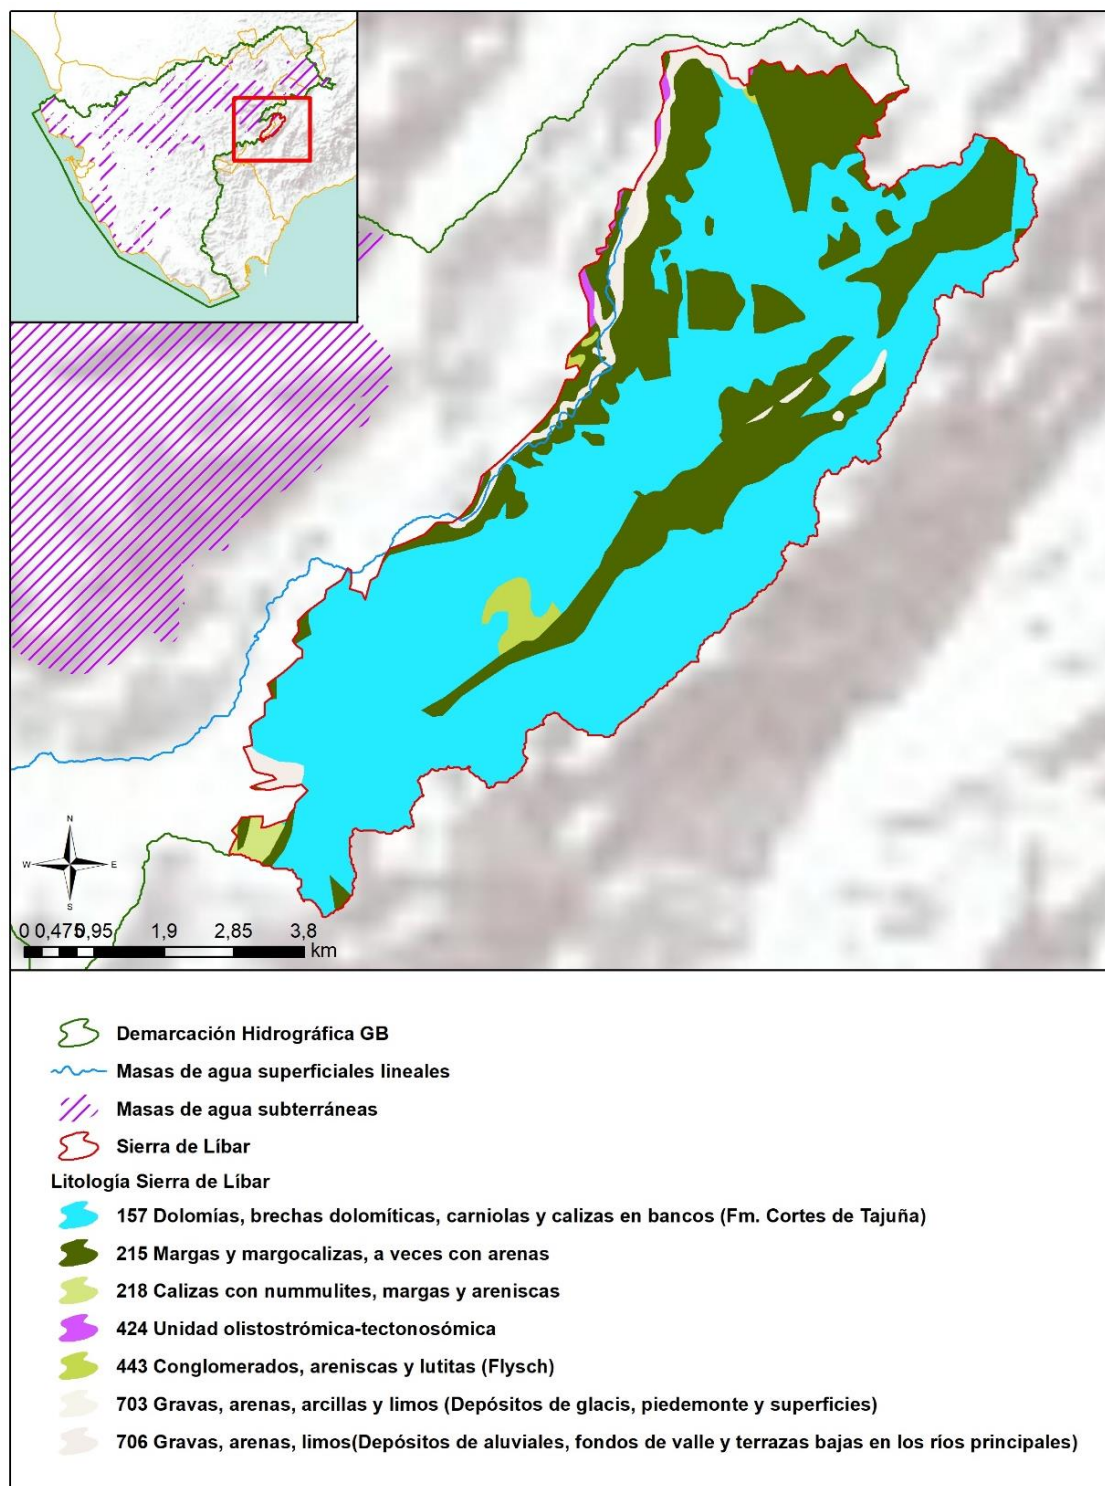 N
W E
S
0 0,475 0,95 1,9 2,85 3,8
km
Demarcación Hidrográfica GB
Masas de agua superficiales lineales
Masas de agua subterráneas
Sierra de Líbar
Litología Sierra de Líbar
157 Dolomías, brechas dolomíticas, carniolas y calizas en bancos (Fm. Cortes de Tajuña)
215 Margas y margocalizas, a veces con arenas
218 Calizas con nummulites, margas y areniscas
424 Unidad olistostrómica-tectonosómica
443 Conglomerados, areniscas y lutitas (Flysch)
703 Gravas, arenas, arcillas y limos (Depósitos de glacis, piedemonte y superficies)
706 Gravas, arenas, limos(Depósitos de aluviales, fondos de valle y terrazas bajas en los ríos principales)